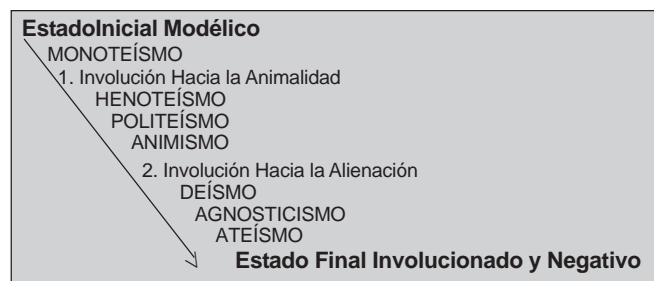 EstadoInicial Modélico
MONOTEÍSMO
1. Involución Hacia la Animalidad
HENOTEÍSMO
POLITEÍSMO
ANIMISMO
2. Involución Hacia la Alienación
DEÍSMO
AGNOSTICISMO
ATEÍSMO
Estado Final Involucionado y Negativo